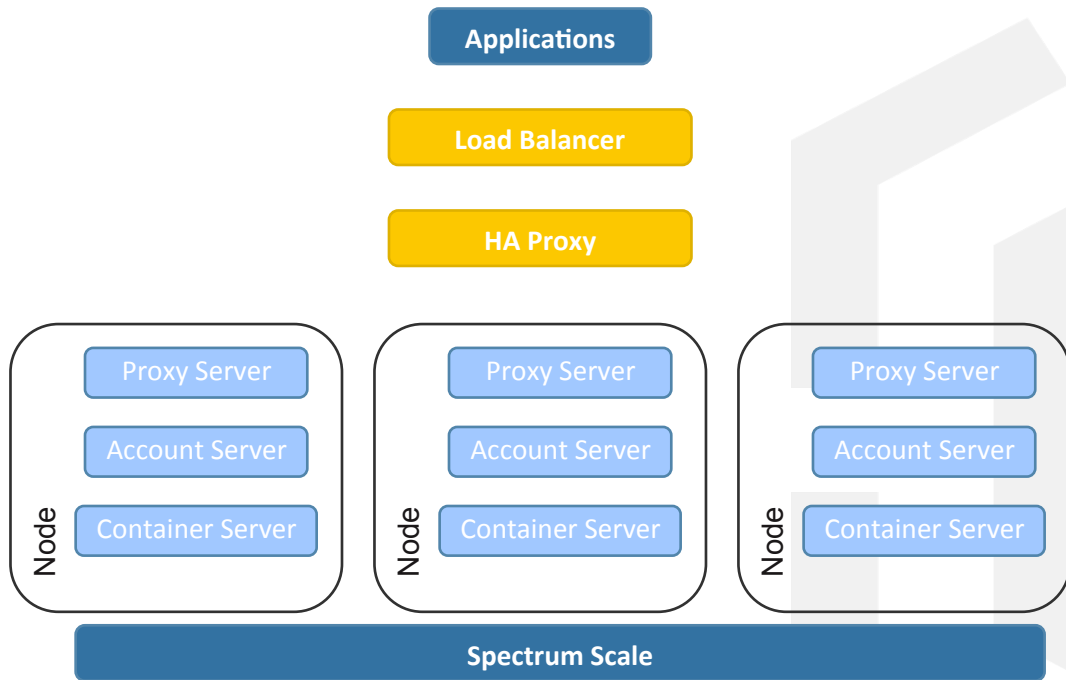 Applications
Load Balancer
HA Proxy
Proxy Server
Account Server
Container Server
Node
Proxy Server
Account Server
Container Server
Node
Proxy Server
Account Server
Container Server
Node
Spectrum Scale